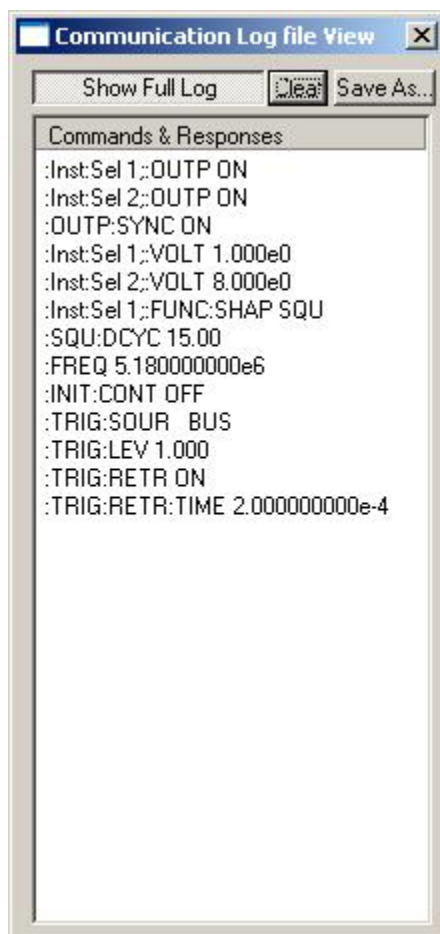 Communication Log file View
Show Full Log Clear Save As...
Commands & Responses
:Inst:Sel 1;:OUTP ON
:Inst:Sel 2;:OUTP ON
:OUTP:SYNC ON
:Inst:Sel 1;:VOLT 1.000e0
:Inst:Sel 2;:VOLT 8.000e0
:Inst:Sel 1;:FUNC:SHAP SQU
:SQU:DCYC 15.00
:FREQ 5.180000000e6
:INIT:CONT OFF
:TRIG:SOUR   BUS
:TRIG:LEV 1.000
:TRIG:RETR ON
:TRIG:RETR:TIME 2.000000000e-4